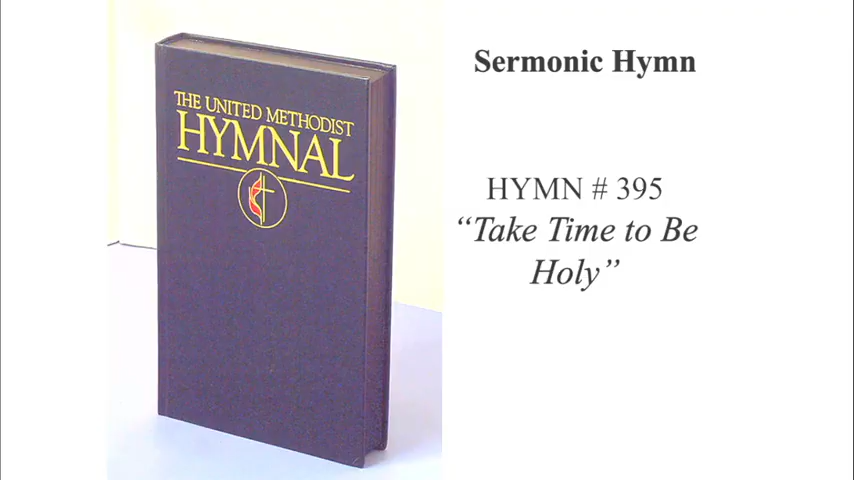 THE UNITED METHODIST
HYMNAL
Sermonic Hymn
HYMN # 395
“Take Time to Be
Holy”